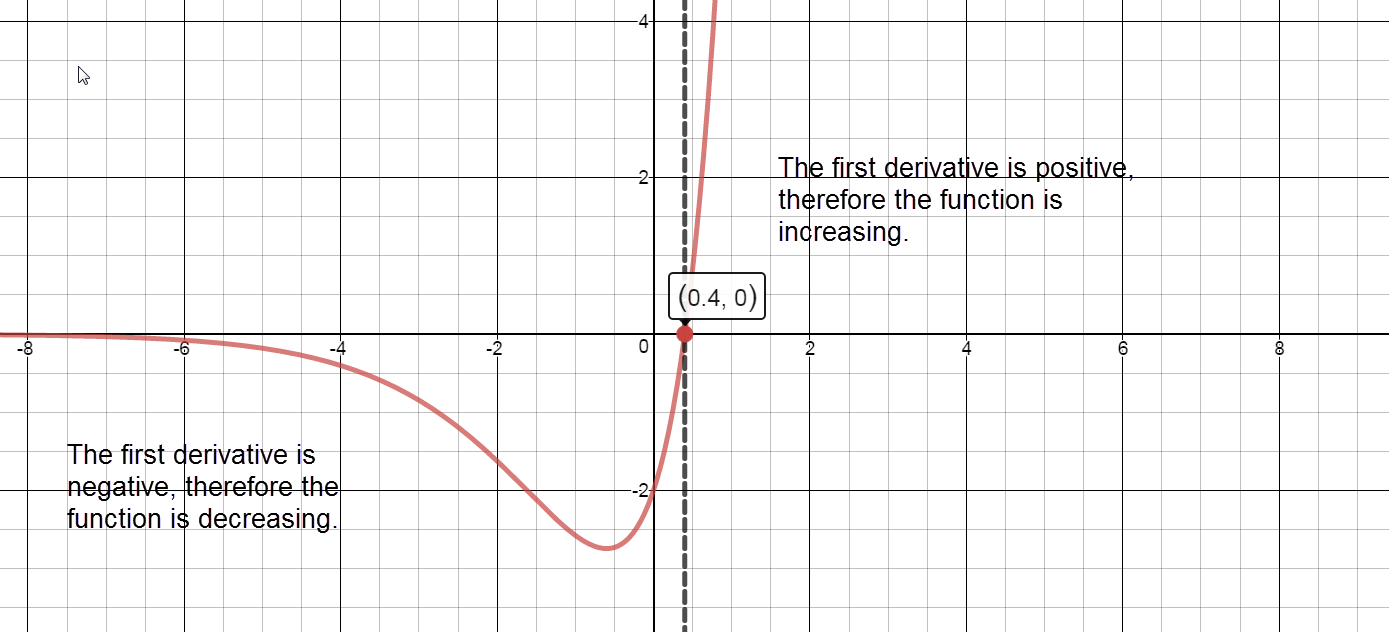 4
The first derivative is positive,
2
therefore the function is
increasing.
(0.4, 0)
-8 -6 -4 -2 0 2 4 6 8
The first derivative is
negative, therefore the
-2
function is decreasing.